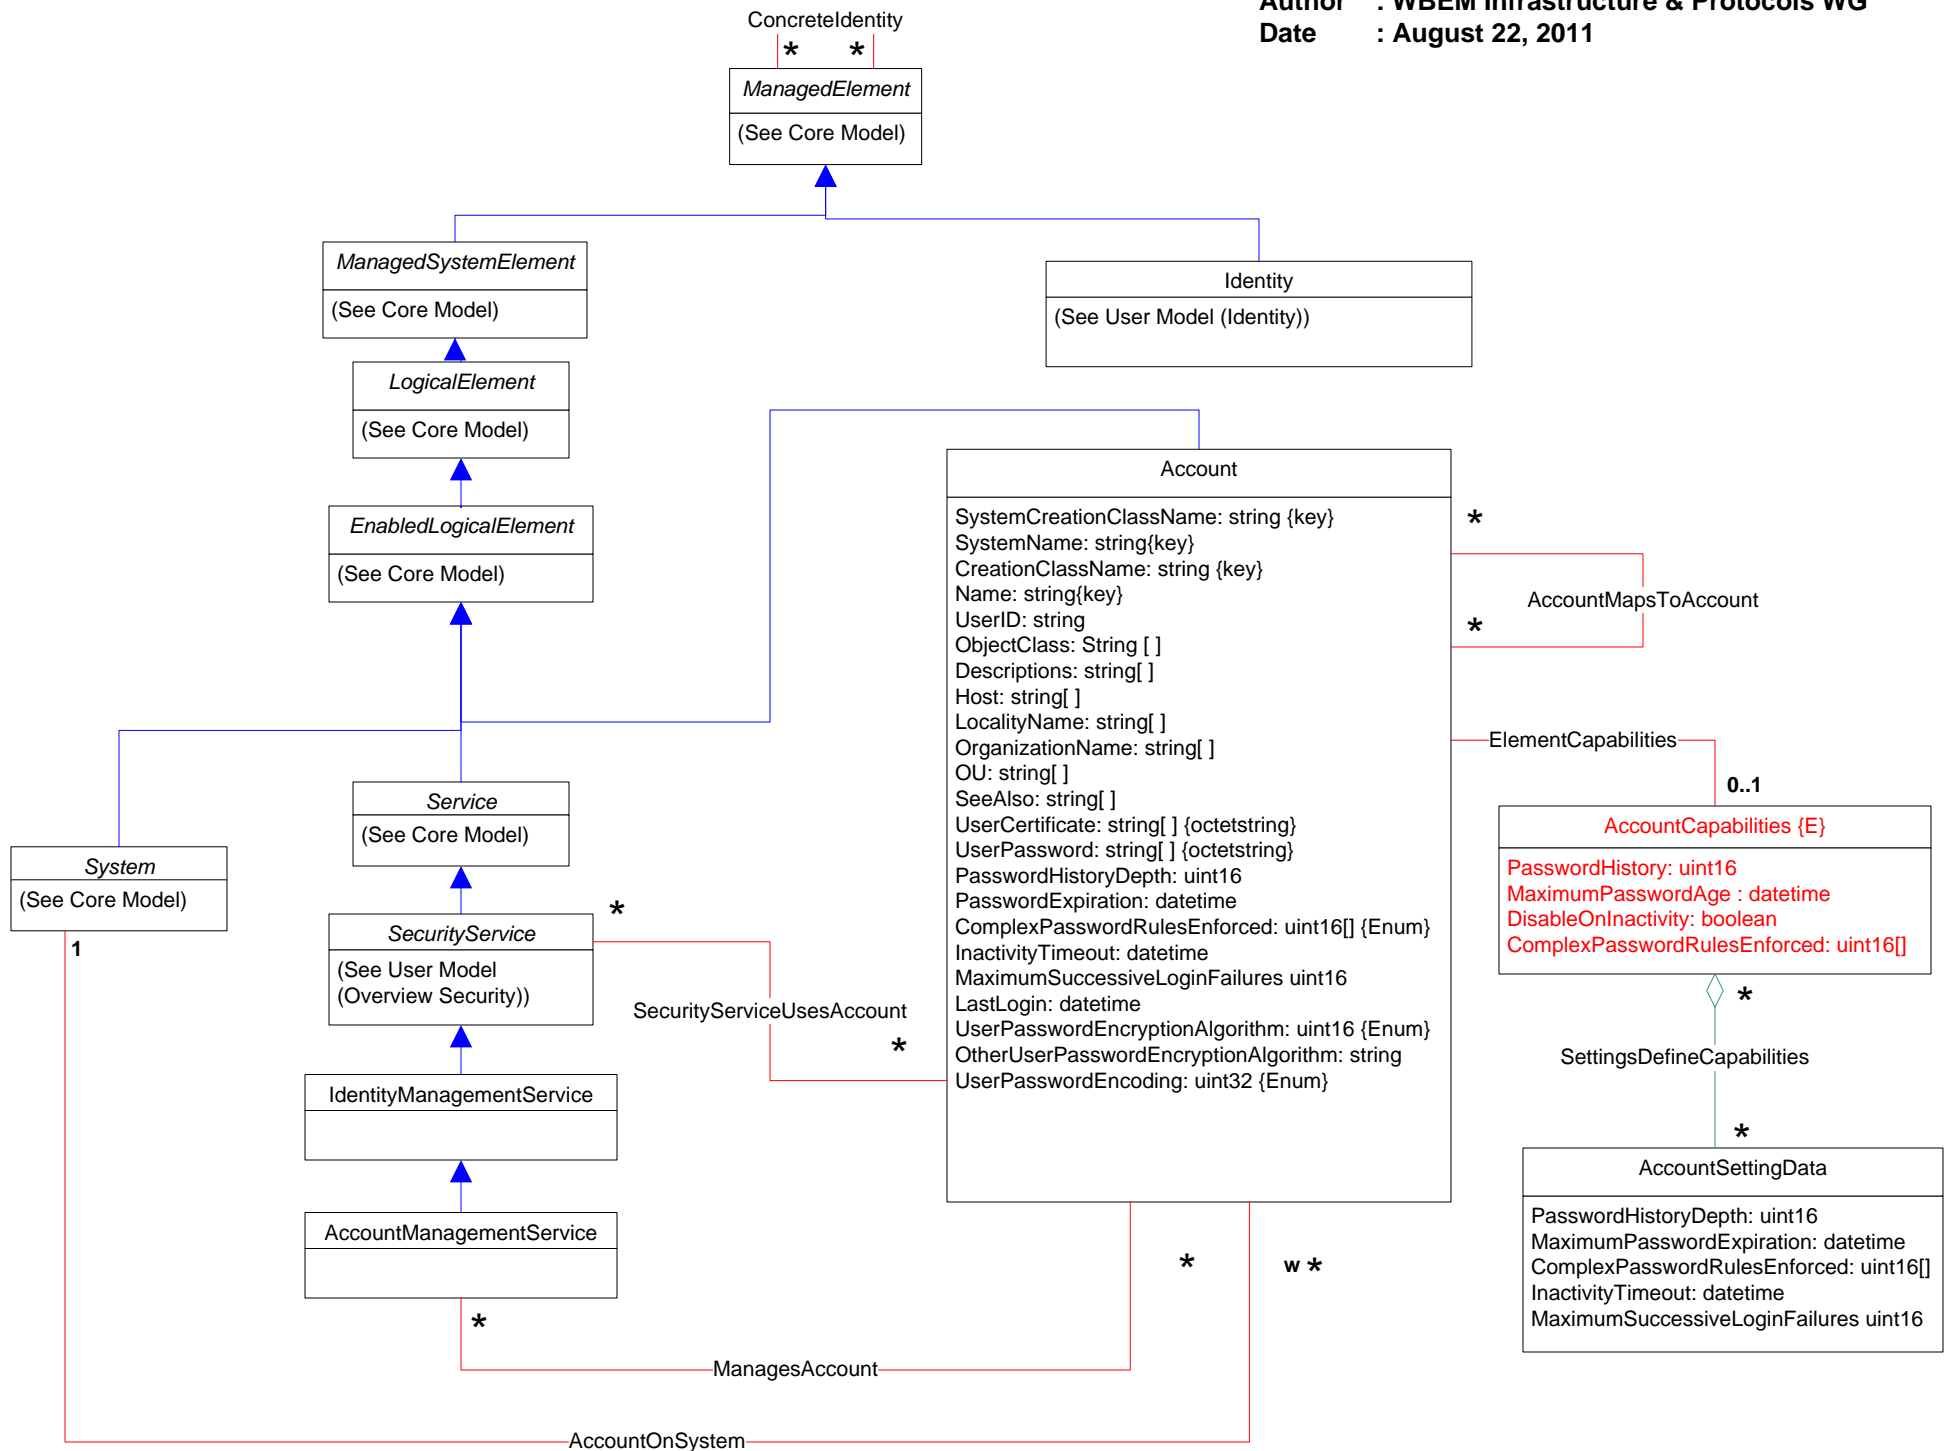 Author : WBEM Infrastructure & Protocols WG
Date : August 22, 2011
ConcreteIdentity
* *
ManagedElement
(See Core Model)
ManagedSystemElement
(See Core Model)
Identity
(See User Model (Identity))
LogicalElement
(See Core Model)
EnabledLogicalElement
(See Core Model)
Account
SystemCreationClassName: string {key}
SystemName: string{key}
CreationClassName: string {key}
Name: string{key}
UserID: string
ObjectClass: String [ ]
Descriptions: string[ ]
Host: string[ ]
LocalityName: string[ ]
OrganizationName: string[ ]
OU: string[ ]
SeeAlso: string[ ]
UserCertificate: string[ ] {octetstring}
UserPassword: string[ ] {octetstring}
PasswordHistoryDepth: uint16
PasswordExpiration: datetime
ComplexPasswordRulesEnforced: uint16[] {Enum}
InactivityTimeout: datetime
MaximumSuccessiveLoginFailures uint16
LastLogin: datetime
UserPasswordEncryptionAlgorithm: uint16 {Enum}
OtherUserPasswordEncryptionAlgorithm: string
UserPasswordEncoding: uint32 {Enum}
*
AccountMapsToAccount
*
ElementCapabilities
0..1
AccountCapabilities {E}
PasswordHistory: uint16
MaximumPasswordAge : datetime
DisableOnInactivity: boolean
ComplexPasswordRulesEnforced: uint16[]
*
SettingsDefineCapabilities
*
AccountSettingData
PasswordHistoryDepth: uint16
MaximumPasswordExpiration: datetime
ComplexPasswordRulesEnforced: uint16[]
InactivityTimeout: datetime
MaximumSuccessiveLoginFailures uint16
Service
(See Core Model)
System
(See Core Model)
1
SecurityService
(See User Model
(Overview Security))
*
SecurityServiceUsesAccount
*
IdentityManagementService
AccountManagementService
*
*
w *
ManagesAccount
AccountOnSystem